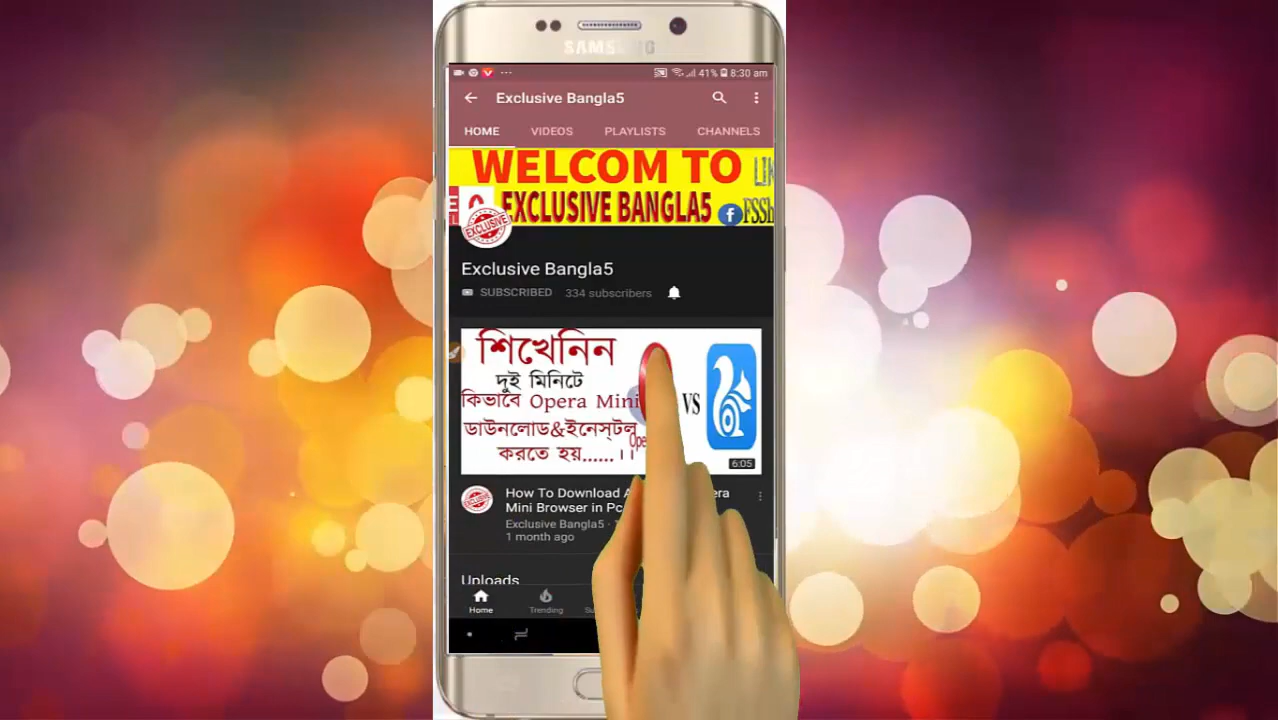 SAMSUNG
41% 8:30 am
Exclusive Bangla5
HOME VIDEOS PLAYLISTS CHANNELS
WELCOM TO
EXCLUSIVE BANGLA5
EXCLUSIVE
Exclusive Bangla5
SUBSCRIBED 334 subscribers
শিখেনিন
দুই মিনিটে
কিভাবে Opera Mini
VS
ডাউনলোড&ইনেস্টল
করতে হয়......।।
6:05
How To Download
Mini Browser in Pc
Exclusive Bangla5
1 month ago
Uploads
Home Trending